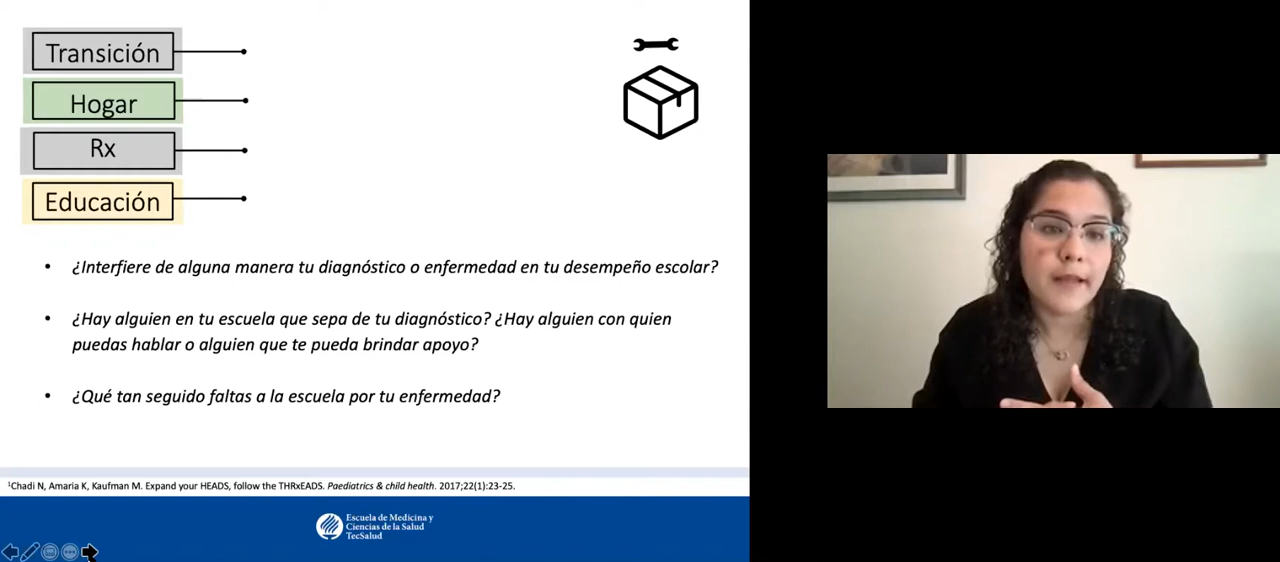 Transición
Hogar
Rx
Educación
• ¿Interfiere de alguna manera tu diagnóstico o enfermedad en tu desempeño escolar?
• ¿Hay alguien en tu escuela que sepa de tu diagnóstico? ¿Hay alguien con quien
puedas hablar o alguien que te pueda brindar apoyo?
• ¿Qué tan seguido faltas a la escuela por tu enfermedad?
¹Chadi N, Amaria K, Kaufman M. Expand your HEADS, follow the THRxEADS. Paediatrics & child health. 2017;22(1):23-25.
Escuela de Medicina y
Ciencias de la Salud
TecSalud